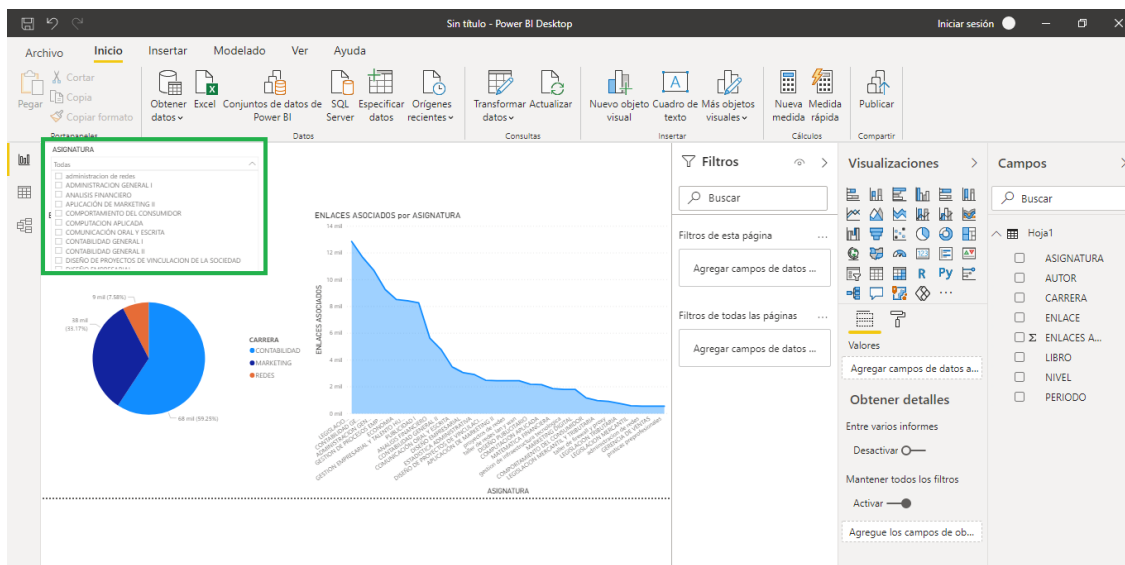 Sin título - Power BI Desktop
Iniciar sesión
Archivo Inicio Insertar Modelado Ver Ayuda
Pegar
Cortar
Copia
Copiar formato
Portapapeles
Obtener datos
Excel
Conjuntos de datos de Power BI
SQL Server
Especificar datos
Orígenes recientes
Datos
Transformar datos
Actualizar
Consultas
Nuevo objeto visual
Cuadro de texto
Más objetos visuales
Insertar
Nueva medida
Medida rápida
Cálculos
Publicar
Compartir
ASIGNATURA
Todas
administracion de redes
ADMINISTRACION GENERAL I
ANALISIS FINANCIERO
APLICACIÓN DE MARKETING II
COMPORTAMIENTO DEL CONSUMIDOR
COMPUTACION APLICADA
COMUNICACIÓN ORAL Y ESCRITA
CONTABILIDAD GENERAL I
CONTABILIDAD GENERAL II
DISEÑO DE PROYECTOS DE VINCULACION DE LA SOCIEDAD
DISEÑO EMPRESARIAL
9 mil (7.58%)
38 mil
(33.17%)
68 mil (59.25%)
CARRERA
CONTABILIDAD
MARKETING
REDES
ENLACES ASOCIADOS por ASIGNATURA
ENLACES ASOCIADOS
14 mil
12 mil
10 mil
8 mil
6 mil
4 mil
2 mil
0 mil
ASIGNATURA
Filtros
Buscar
Filtros de esta página ...
Agregar campos de datos ...
Filtros de todas las páginas ...
Agregar campos de datos ...
Visualizaciones
R Py
Valores
Agregar campos de datos a...
Obtener detalles
Entre varios informes
Desactivar
Mantener todos los filtros
Activar
Agregue los campos de ob...
Campos
Buscar
Hoja1
ASIGNATURA
AUTOR
CARRERA
ENLACE
Σ ENLACES A...
LIBRO
NIVEL
PERIODO